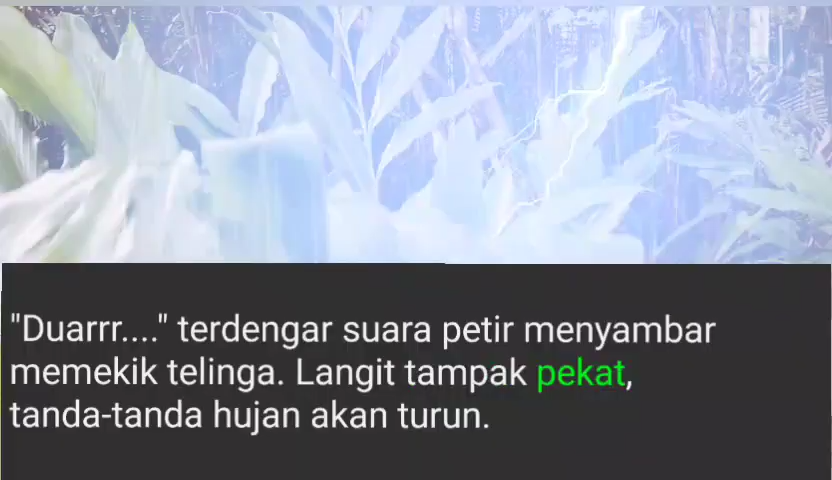 "Duarrr...." terdengar suara petir menyambar
memekik telinga. Langit tampak pekat,
tanda-tanda hujan akan turun.